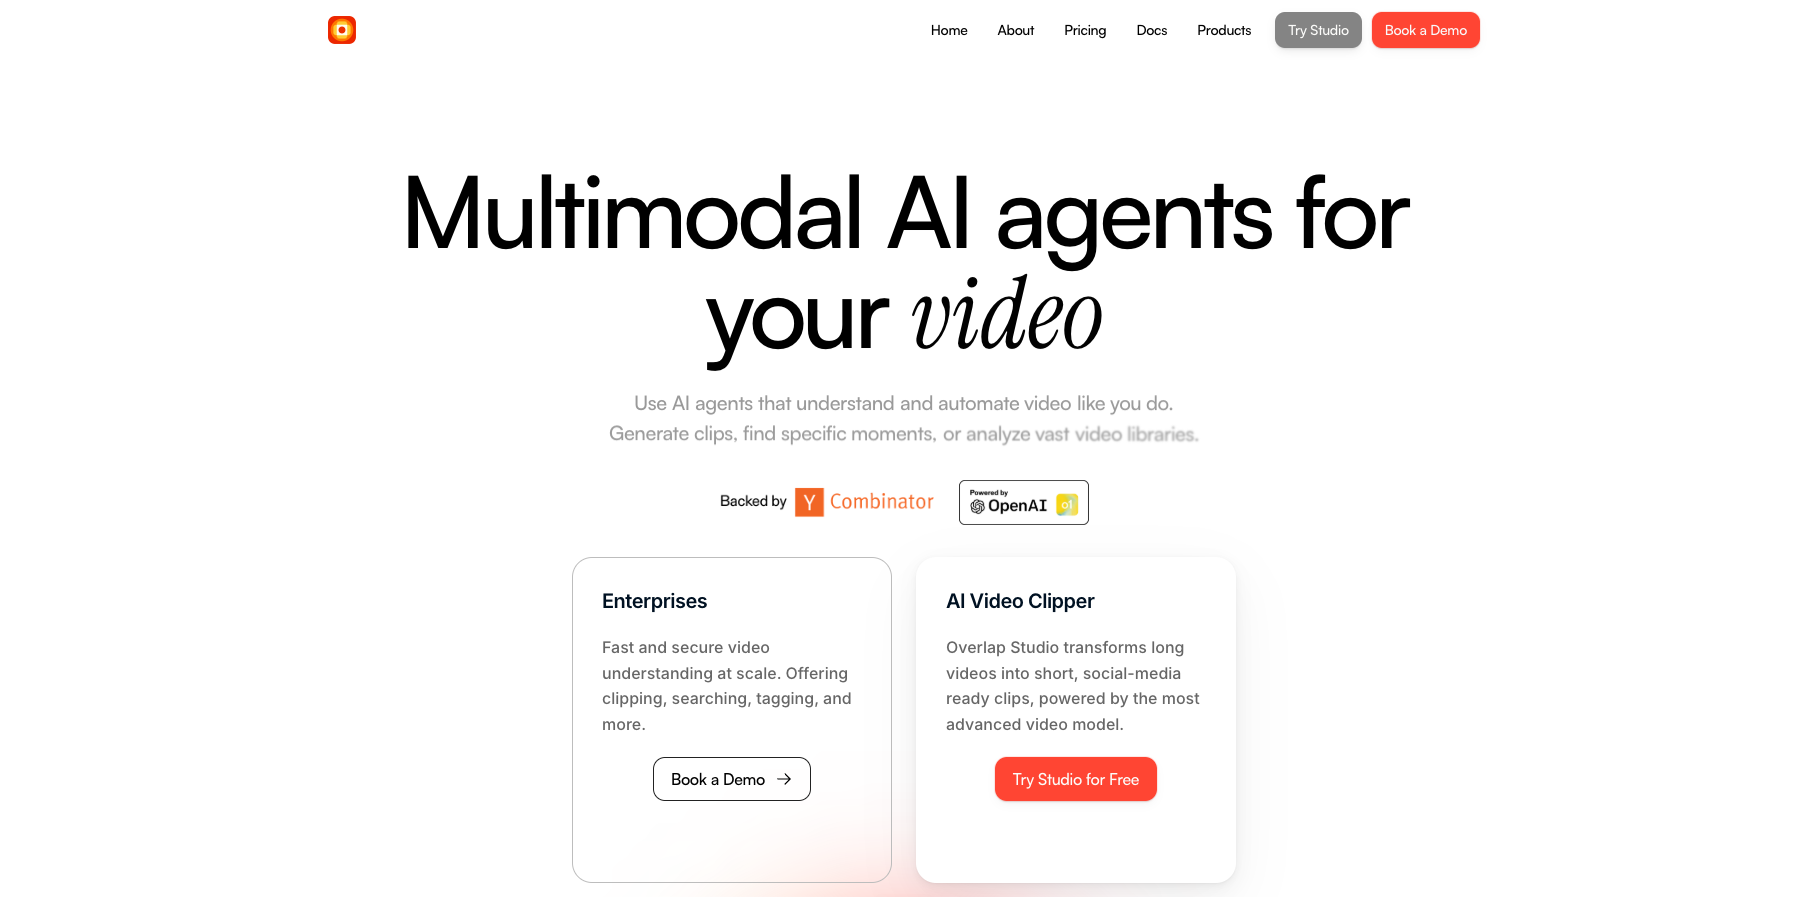 Home
About
Pricing
Docs
Products
Try Studio
Book a Demo
Multimodal AI agents for
your video
Use AI agents that understand and automate video like you do.
Generate clips, find specific moments, or analyze vast video libraries.
Backed by Y Combinator
Powered by
OpenAI o1
Enterprises
Fast and secure video
understanding at scale. Offering
clipping, searching, tagging, and
more.
Book a Demo →
AI Video Clipper
Overlap Studio transforms long
videos into short, social-media
ready clips, powered by the most
advanced video model.
Try Studio for Free